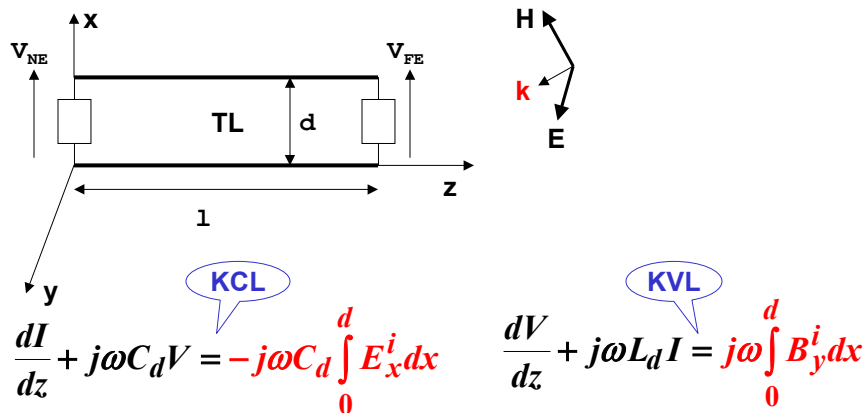 x
V_NE
V_FE
H
k
E
TL
d
z
l
y
KCL
KVL
dI/dz + jωC_d V = -jωC_d ∫_0^d E_x^i dx
dV/dz + jωL_d I = jω ∫_0^d B_y^i dx